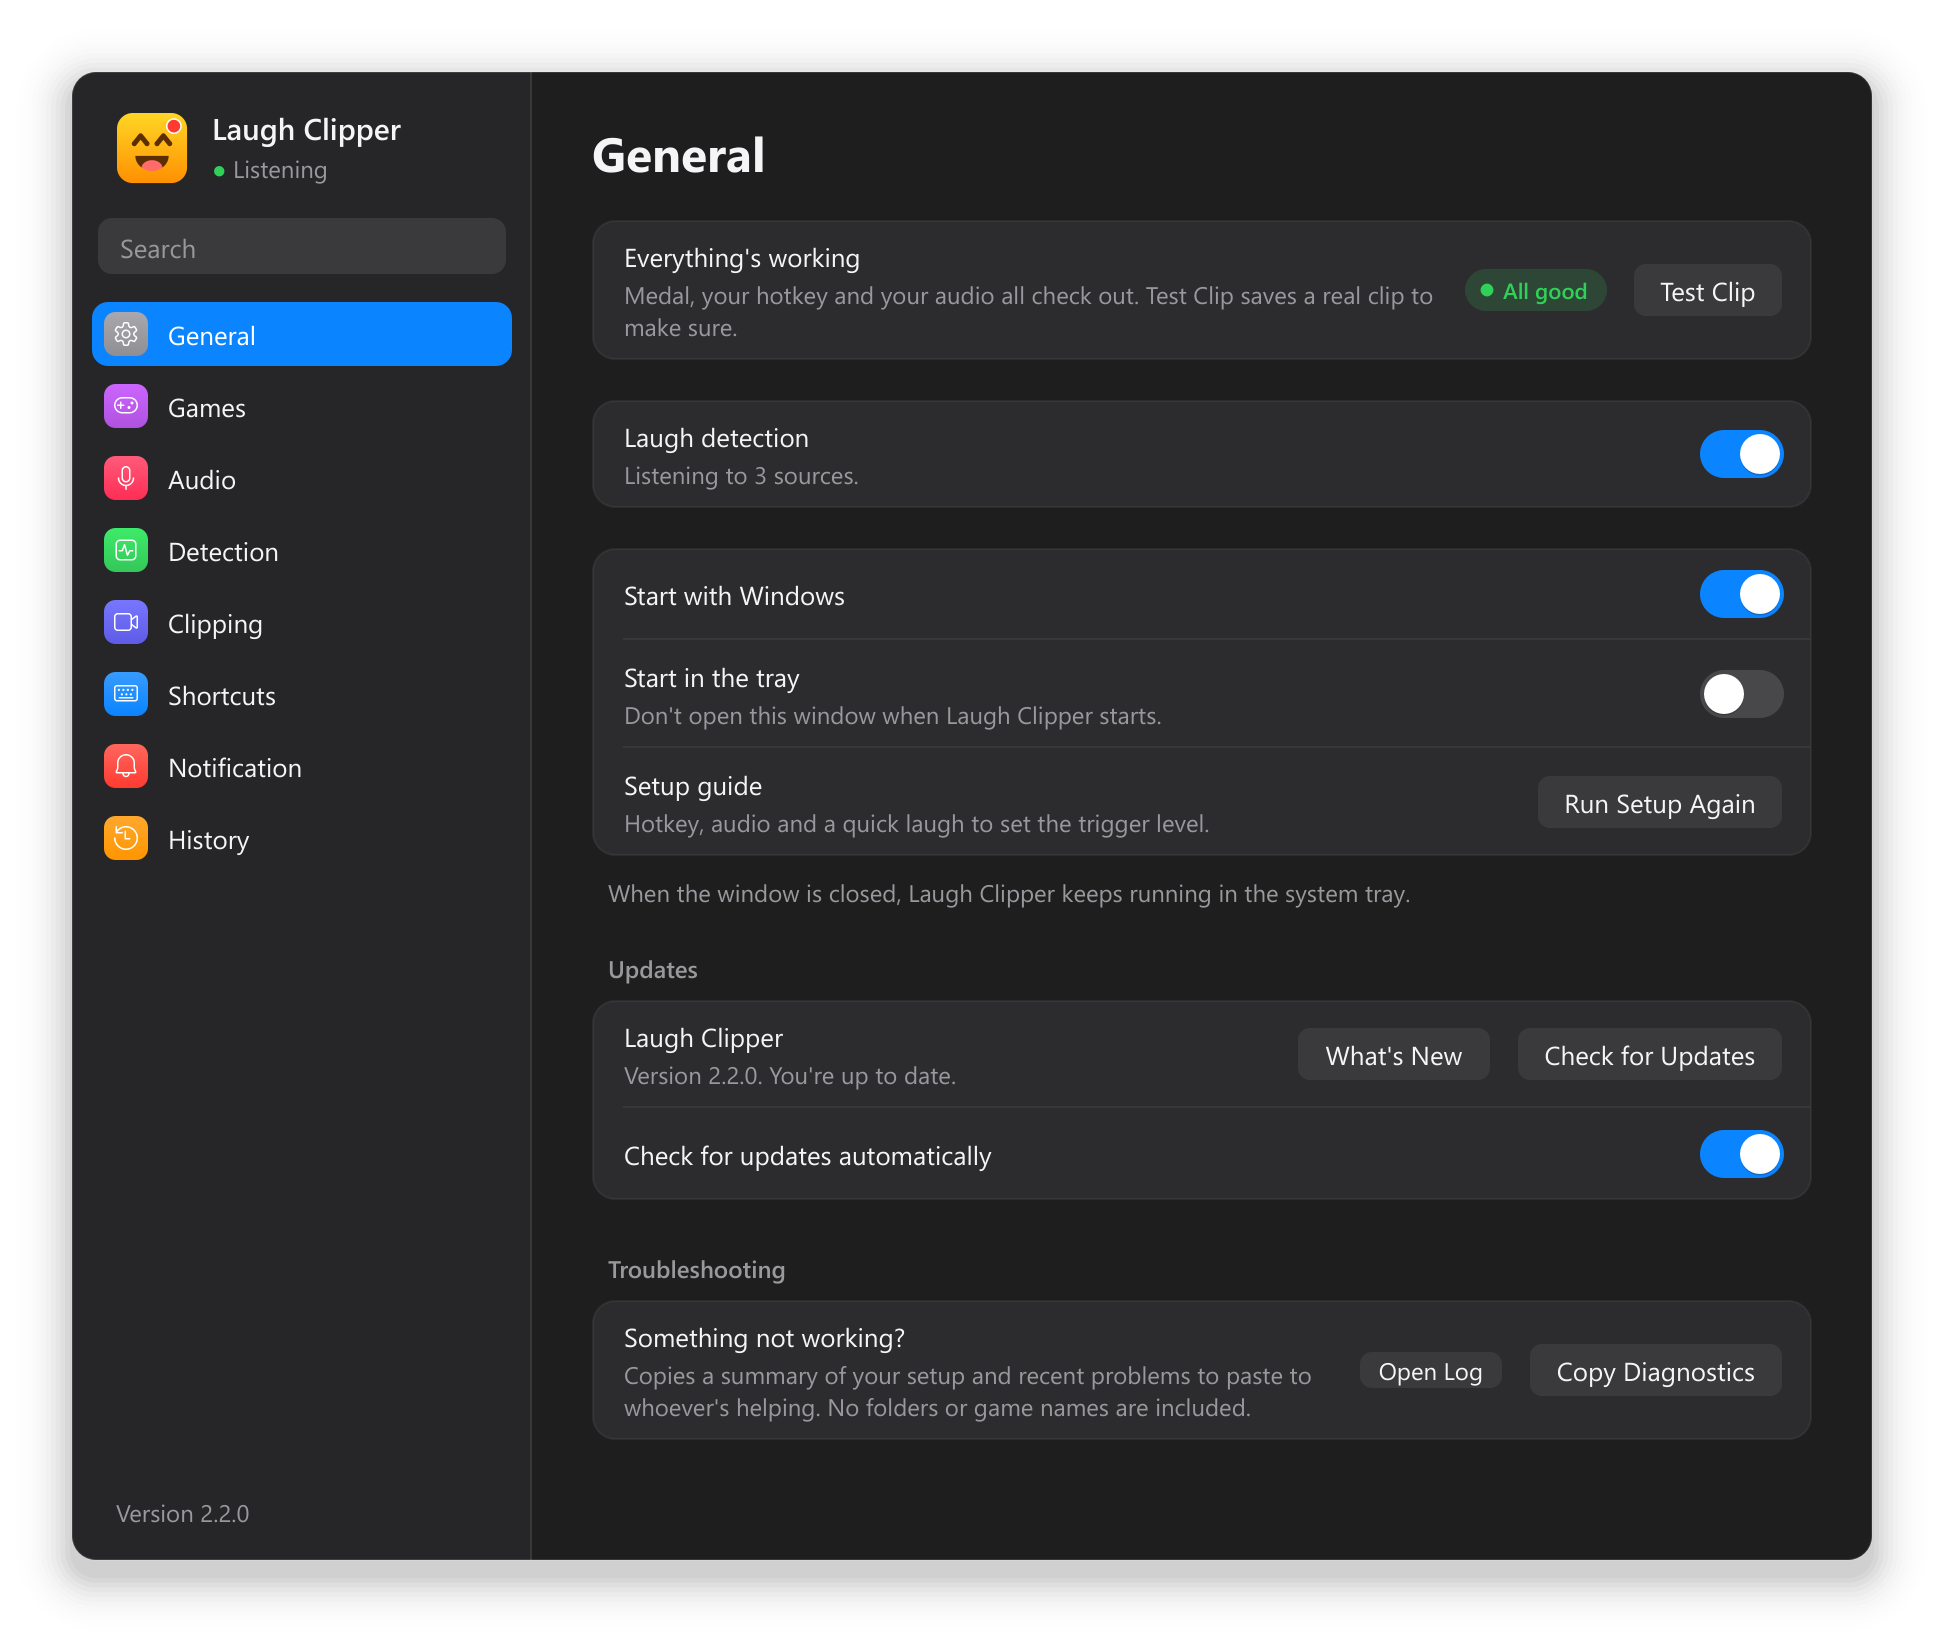 Laugh Clipper
Listening
Search
General
Games
Audio
Detection
Clipping
Shortcuts
Notification
History
Version 2.2.0
General
Everything's working
Medal, your hotkey and your audio all check out. Test Clip saves a real clip to
make sure.
All good
Test Clip
Laugh detection
Listening to 3 sources.
Start with Windows
Start in the tray
Don't open this window when Laugh Clipper starts.
Setup guide
Hotkey, audio and a quick laugh to set the trigger level.
Run Setup Again
When the window is closed, Laugh Clipper keeps running in the system tray.
Updates
Laugh Clipper
Version 2.2.0. You're up to date.
What's New
Check for Updates
Check for updates automatically
Troubleshooting
Something not working?
Copies a summary of your setup and recent problems to paste to
whoever's helping. No folders or game names are included.
Open Log
Copy Diagnostics